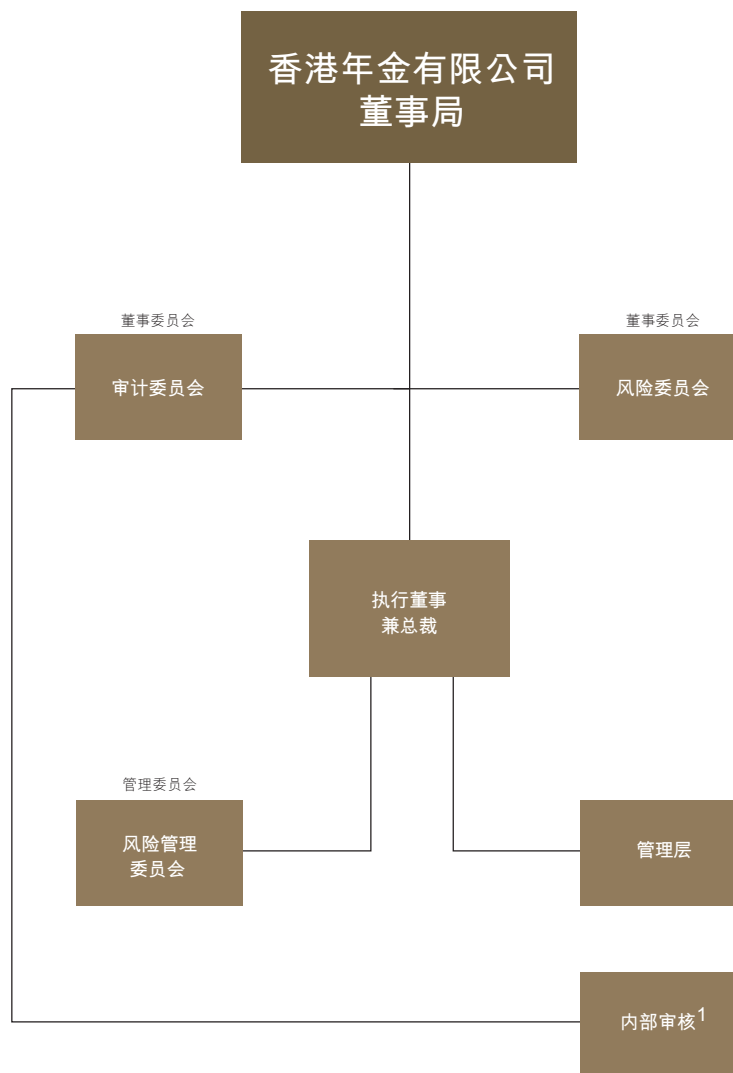 香港年金有限公司
董事局
董事委员会
董事委员会
审计委员会
风险委员会
执行董事
兼总裁
管理委员会
风险管理
委员会
管理层
内部审核1